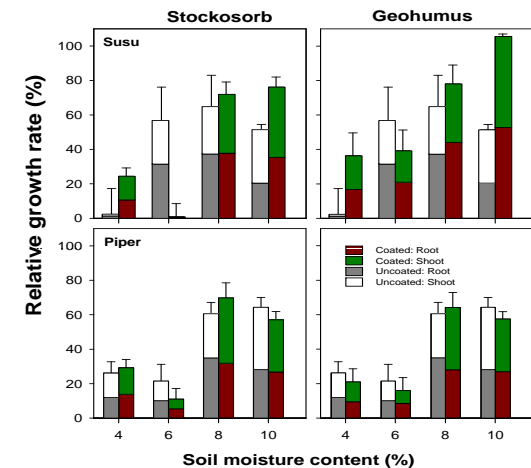 Stockosorb
Geohumus
Relative growth rate (%)
100
80
60
40
20
0
Susu
100
80
60
40
20
0
Piper
Coated: Root
Coated: Shoot
Uncoated: Root
Uncoated: Shoot
4 6 8 10
4 6 8 10
Soil moisture content (%)